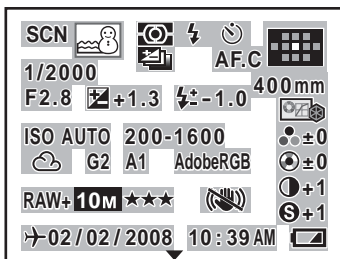 SCN
AF.C
1/2000
F2.8 +1.3 -1.0 400mm
ISO AUTO 200-1600 ±0
G2 A1 AdobeRGB ±0
+1
RAW+ 10M ★★★ S+1
02/02/2008 10:39AM